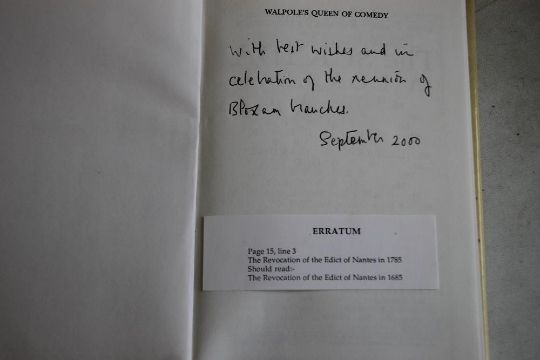 WALPOLE'S QUEEN OF COMEDY
With best wishes and in
celebration of the reunion of
branches.
September 2000
ERRATUM
Page 15, line 3
The Revocation of the Edict of Nantes in 1785
Should read:-
The Revocation of the Edict of Nantes in 1685